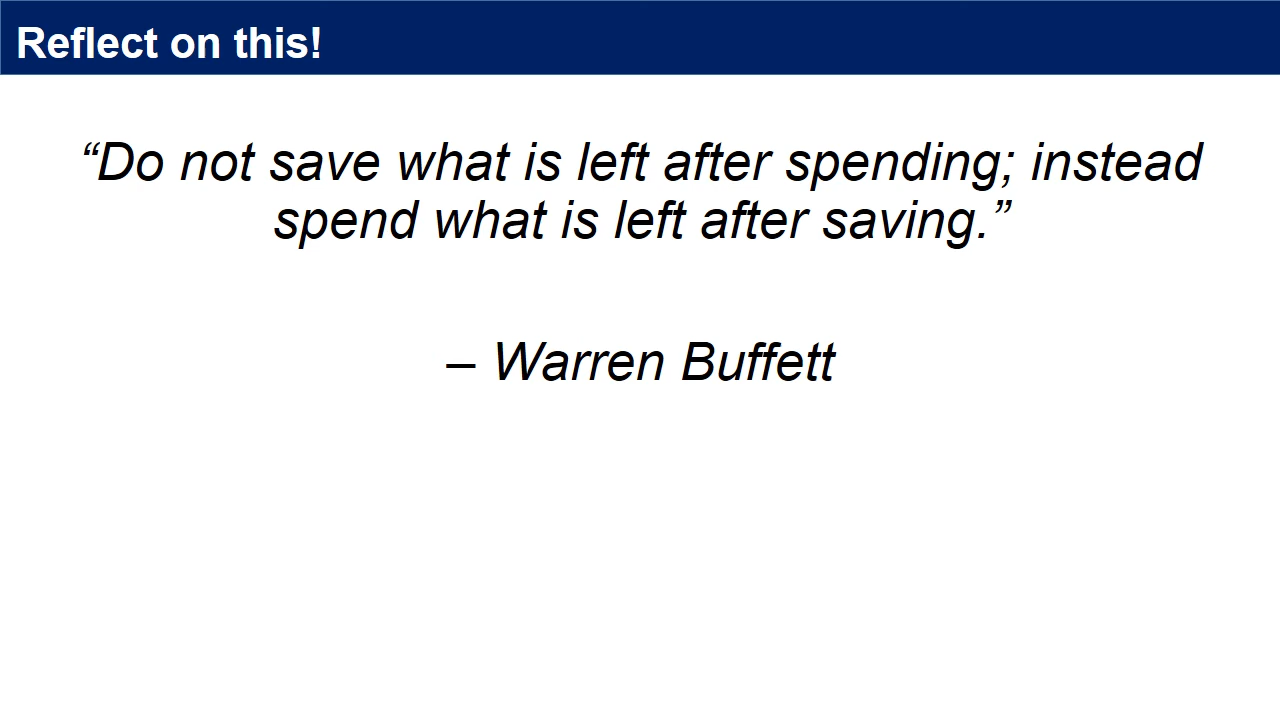 Reflect on this!
“Do not save what is left after spending; instead
spend what is left after saving.”
– Warren Buffett